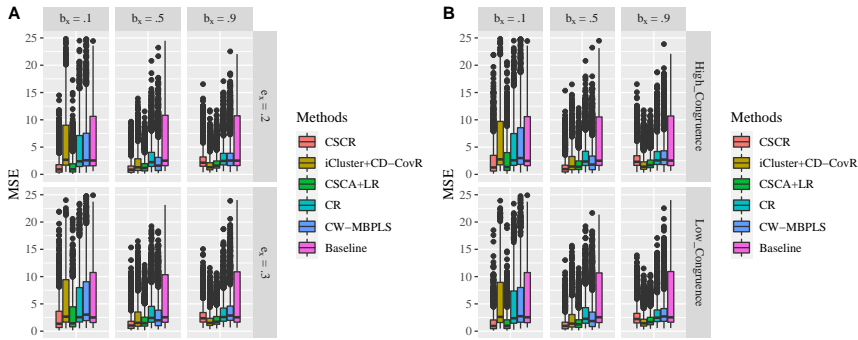 A
b_x = .1
b_x = .5
b_x = .9
MSE
25
20
15
10
5
0
e_x = .2
25
20
15
10
5
0
e_x = .3
Methods
CSCR
iCluster+CD−CovR
CSCA+LR
CR
CW−MBPLS
Baseline
B
b_x = .1
b_x = .5
b_x = .9
MSE
25
20
15
10
5
0
High_Congruence
25
20
15
10
5
0
Low_Congruence
Methods
CSCR
iCluster+CD−CovR
CSCA+LR
CR
CW−MBPLS
Baseline